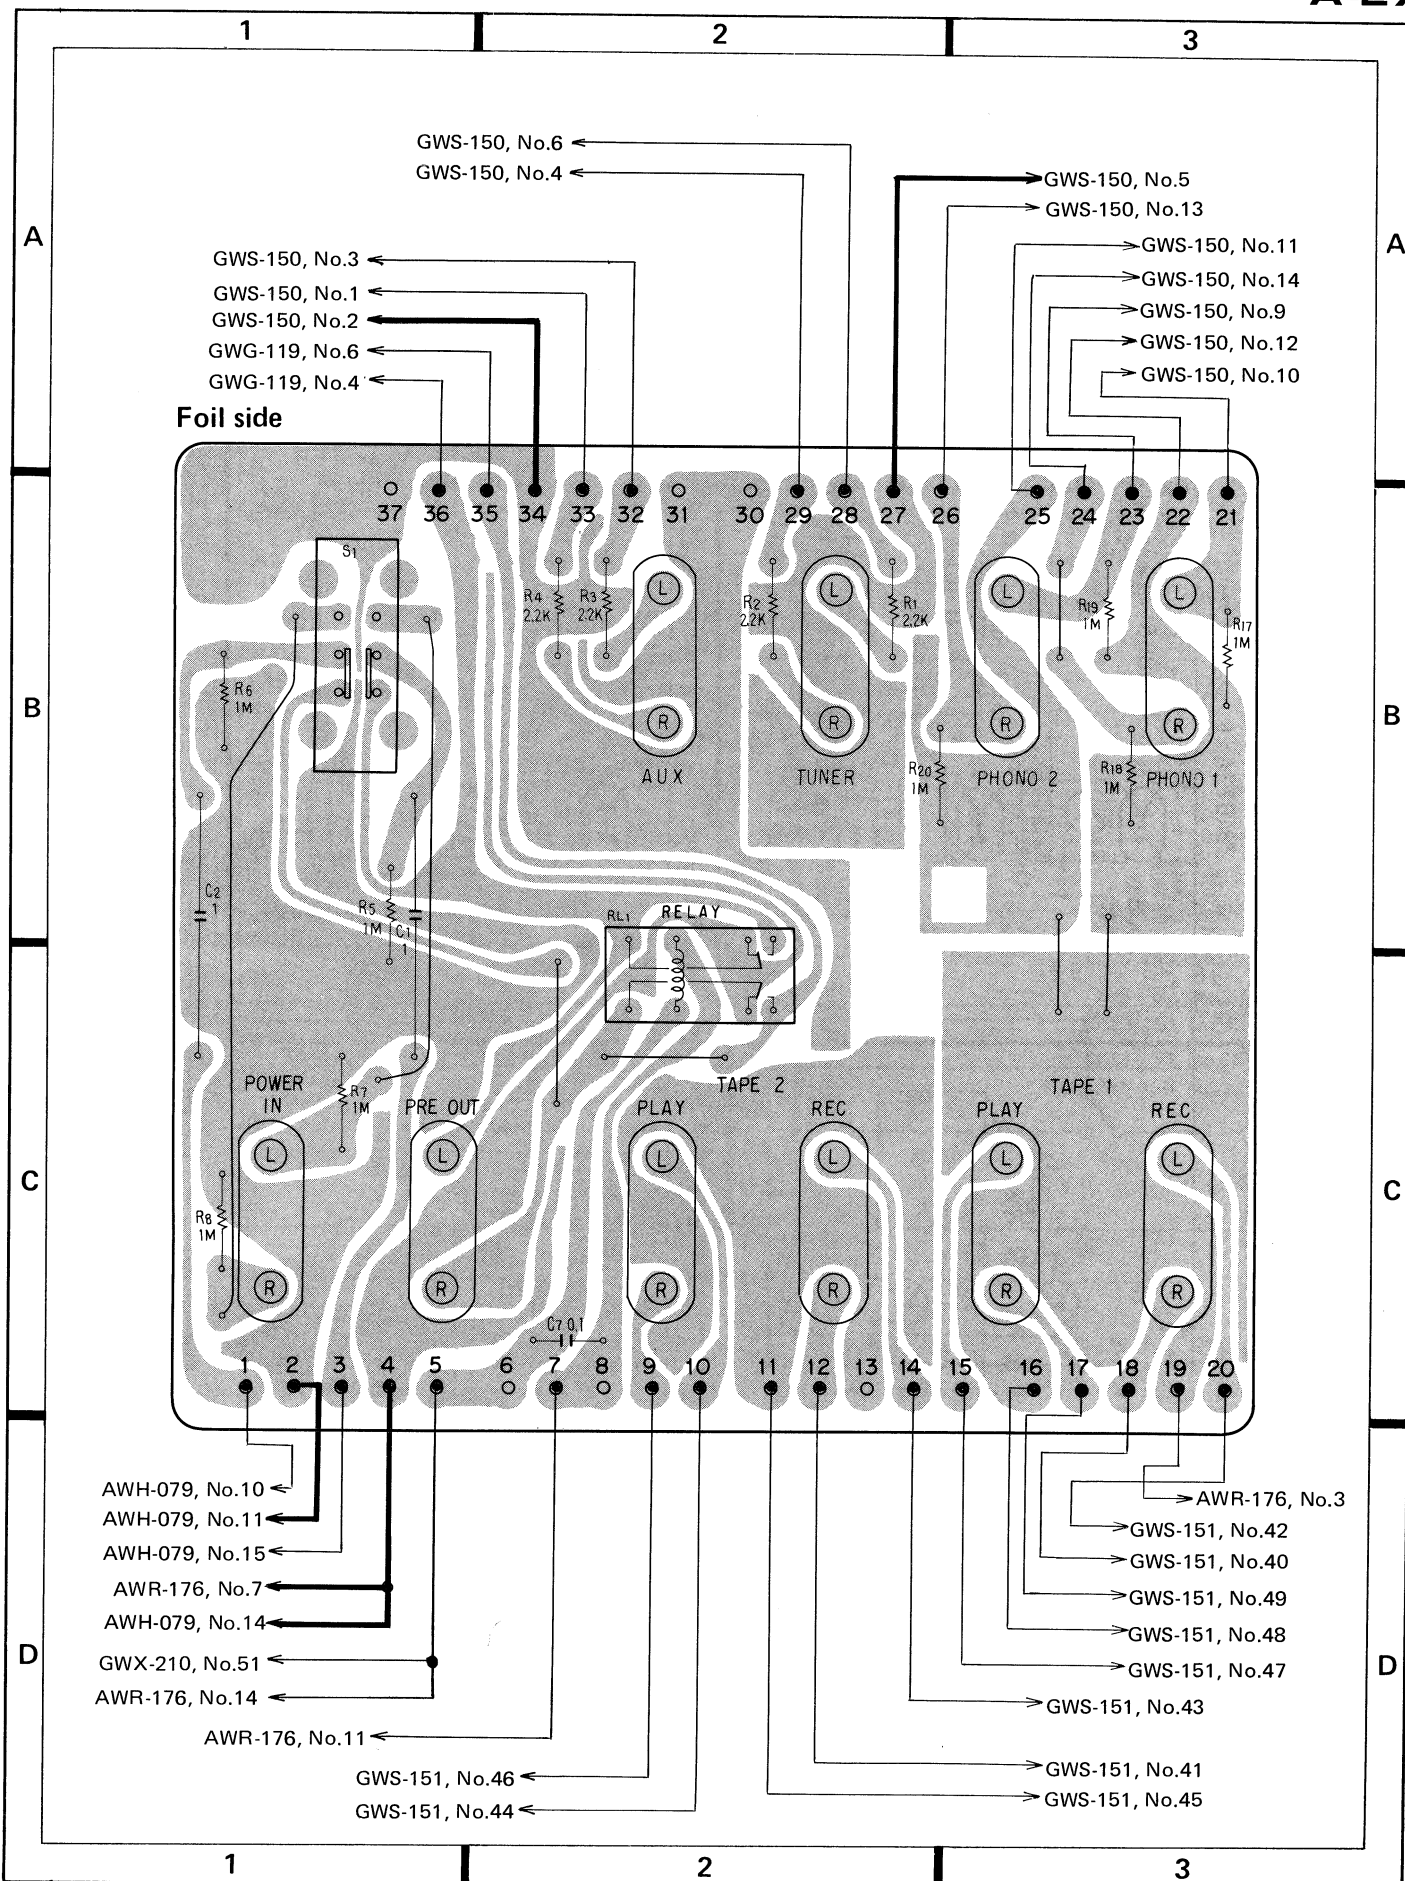 1 2 3
GWS-150, No.6
GWS-150, No.4
GWS-150, No.5
GWS-150, No.13
A A
GWS-150, No.3
GWS-150, No.11
GWS-150, No.1
GWS-150, No.14
GWS-150, No.2
GWS-150, No.9
GWG-119, No.6
GWS-150, No.12
GWG-119, No.4
GWS-150, No.10
Foil side
37 36 35 34 33 32 31 30 29 28 27 26 25 24 23 22 21
S1
L L L L
R4 2.2K
R3 2.2K
R2 2.2K
R1 2.2K
R19 1M
R17 1M
R6 1M
B B
R R R R
AUX TUNER PHONO 2 PHONO 1
R20 1M
R18 1M
C2 1
R5 1M
C1 1
RL1 RELAY
POWER IN
R7 1M
PRE OUT
TAPE 2
TAPE 1
PLAY REC PLAY REC
L L L L L L
C C
R8 1M
R R R R R R
C7 0.1
1 2 3 4 5 6 7 8 9 10 11 12 13 14 15 16 17 18 19 20
AWH-079, No.10
AWH-079, No.11
AWH-079, No.15
AWR-176, No.7
AWH-079, No.14
GWX-210, No.51
AWR-176, No.14
AWR-176, No.11
GWS-151, No.46
GWS-151, No.44
AWR-176, No.3
GWS-151, No.42
GWS-151, No.40
GWS-151, No.49
GWS-151, No.48
GWS-151, No.47
GWS-151, No.43
GWS-151, No.41
GWS-151, No.45
D D
1 2 3